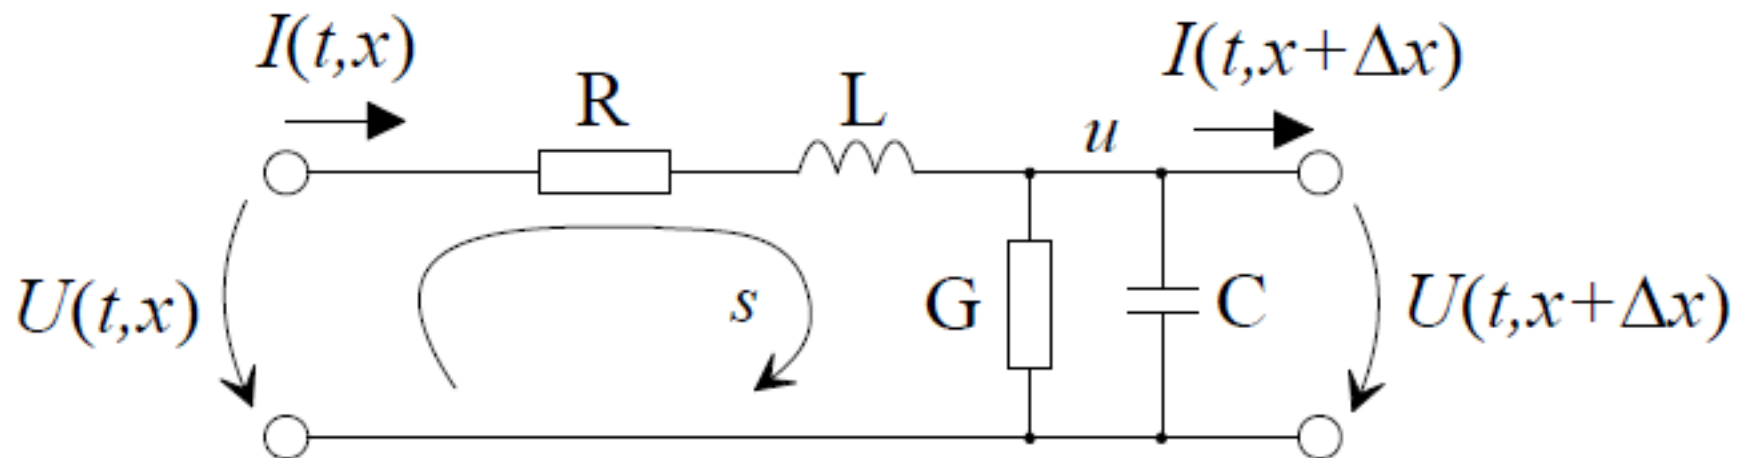 I(t,x)
I(t,x+Δx)
R
L
u
U(t,x)
s
G
C
U(t,x+Δx)